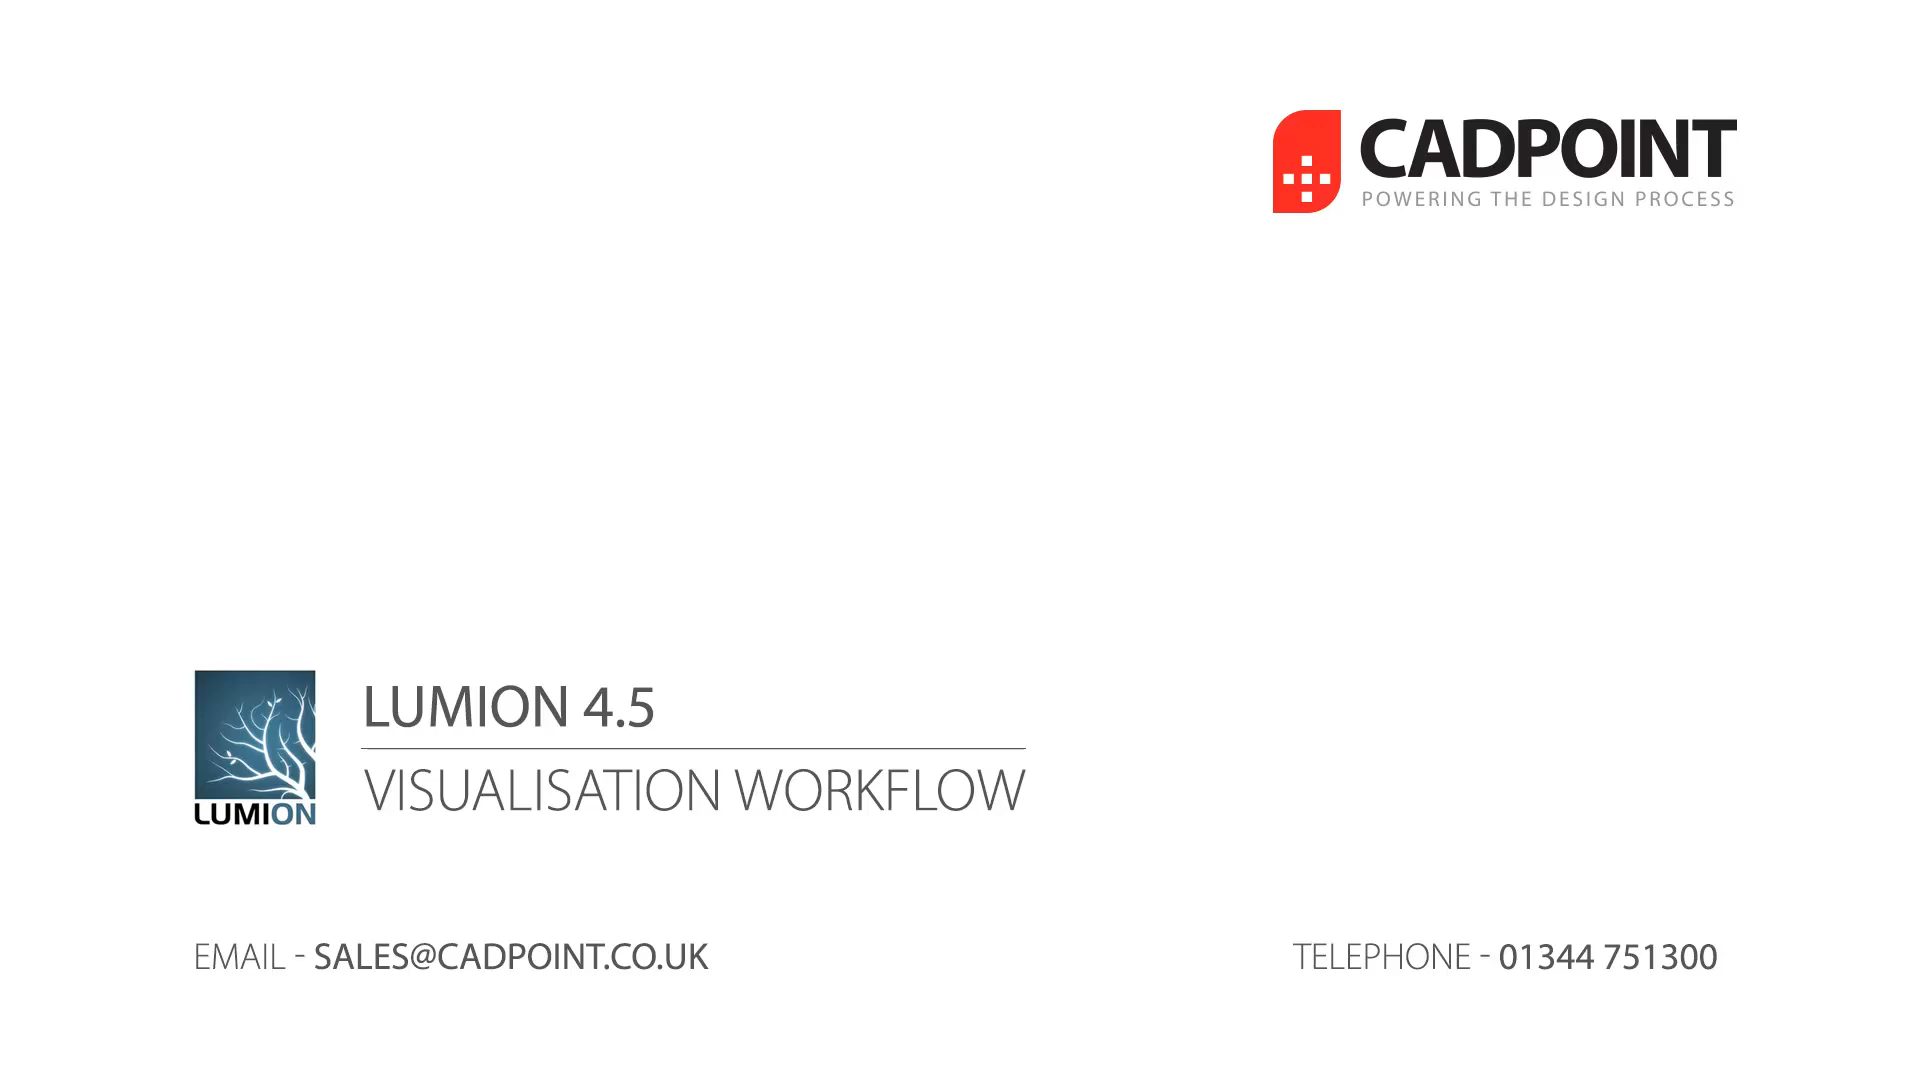 CADPOINT
POWERING THE DESIGN PROCESS
LUMION 4.5
VISUALISATION WORKFLOW
LUMION
EMAIL - SALES@CADPOINT.CO.UK
TELEPHONE - 01344 751300